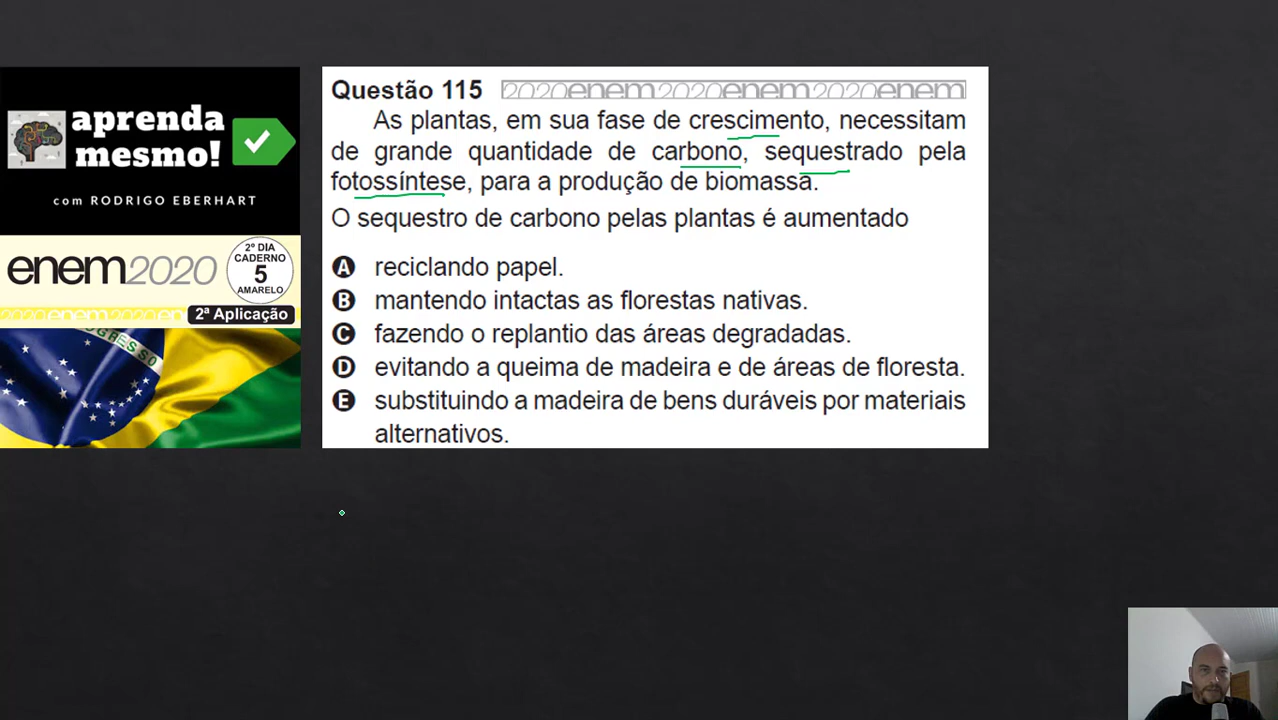 aprenda
mesmo!
com RODRIGO EBERHART
enem2020
2º DIA
CADERNO
5
AMARELO
2ª Aplicação
Questão 115
2020enem2020enem2020enem
As plantas, em sua fase de crescimento, necessitam
de grande quantidade de carbono, sequestrado pela
fotossíntese, para a produção de biomassa.
O sequestro de carbono pelas plantas é aumentado
A reciclando papel.
B mantendo intactas as florestas nativas.
C fazendo o replantio das áreas degradadas.
D evitando a queima de madeira e de áreas de floresta.
E substituindo a madeira de bens duráveis por materiais
alternativos.